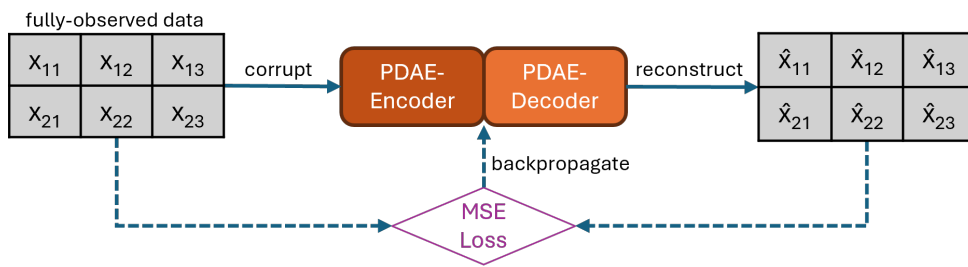 fully-observed data
x₁₁ x₁₂ x₁₃
x₂₁ x₂₂ x₂₃
corrupt
PDAE-
Encoder
PDAE-
Decoder
reconstruct
x̂₁₁ x̂₁₂ x̂₁₃
x̂₂₁ x̂₂₂ x̂₂₃
backpropagate
MSE
Loss